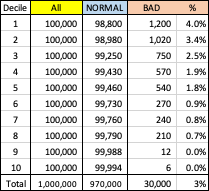 Decile All NORMAL BAD %
1 100,000 98,800 1,200 4.0%
2 100,000 98,980 1,020 3.4%
3 100,000 99,250 750 2.5%
4 100,000 99,430 570 1.9%
5 100,000 99,460 540 1.8%
6 100,000 99,730 270 0.9%
7 100,000 99,760 240 0.8%
8 100,000 99,790 210 0.7%
9 100,000 99,988 12 0.0%
10 100,000 99,994 6 0.0%
Total 1,000,000 970,000 30,000 3%